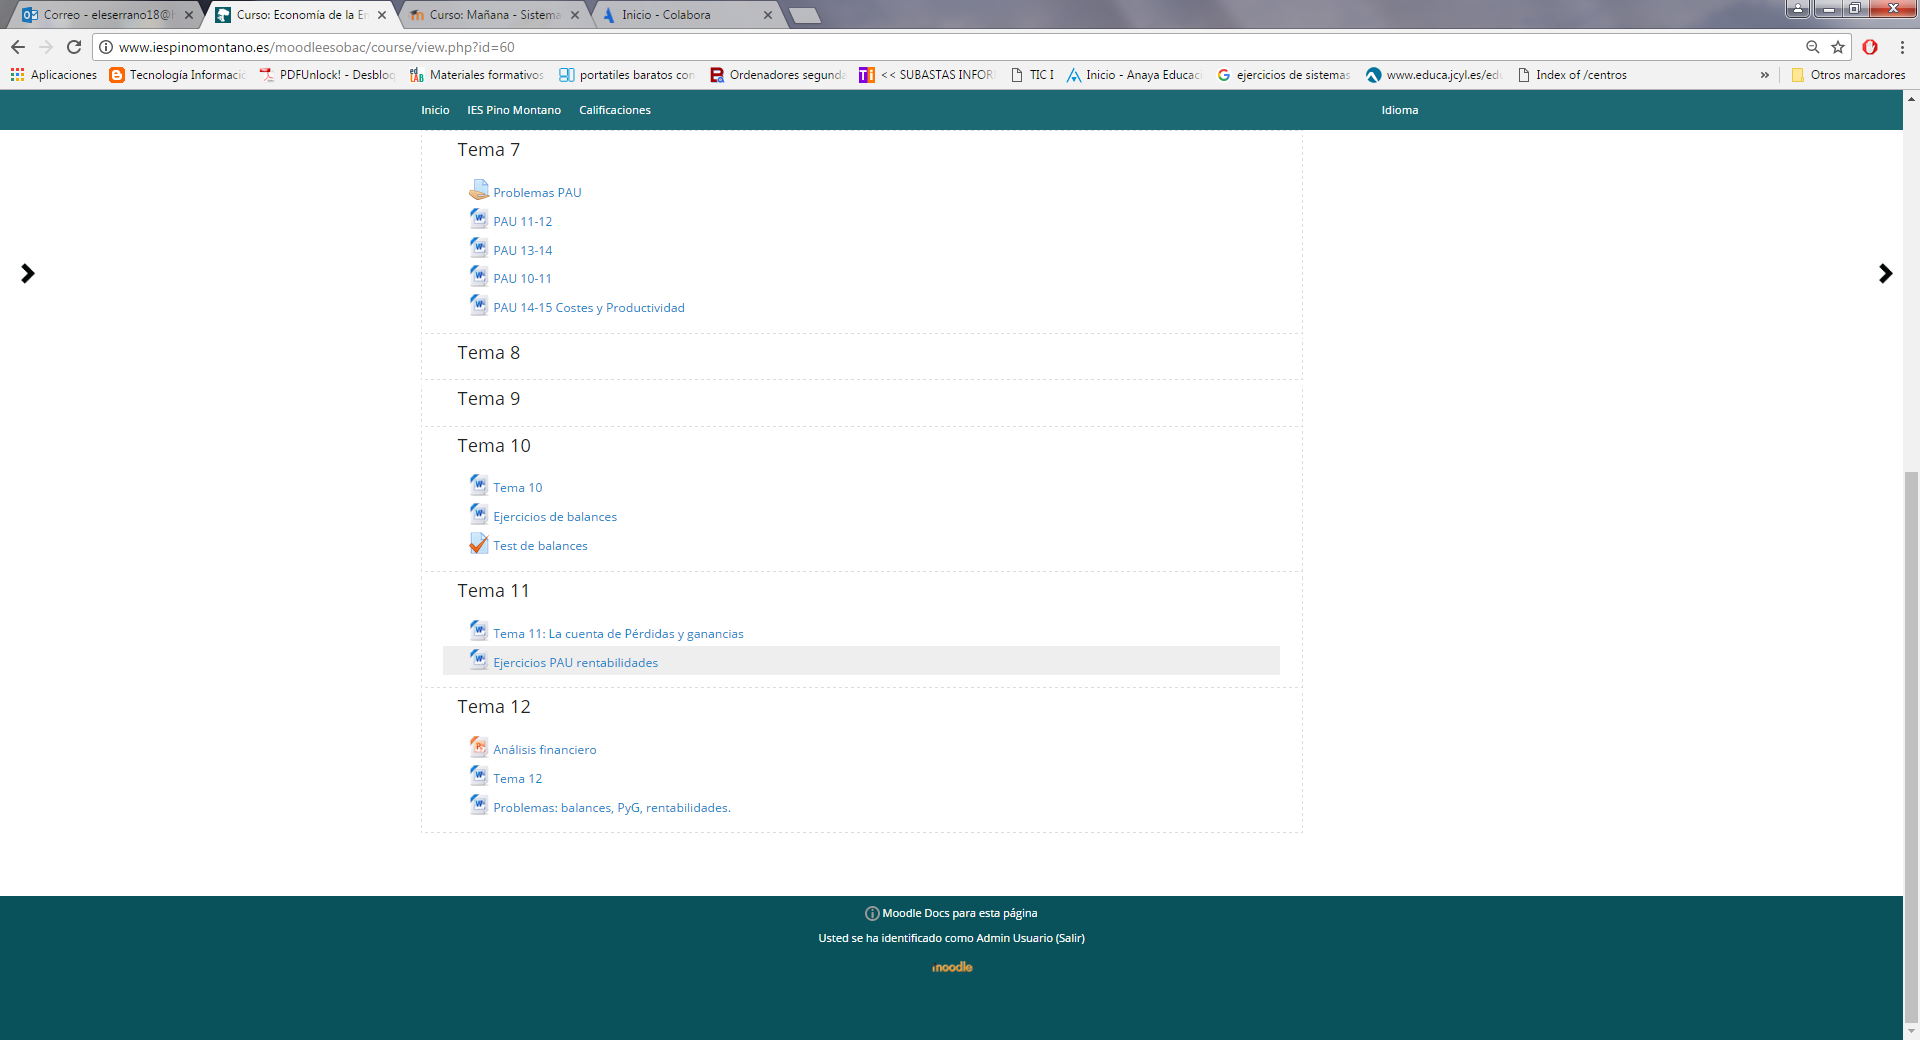 Correo - eleserrano18@h
Curso: Economía de la En
Curso: Mañana - Sistema
Inicio - Colabora
www.iespinomontano.es/moodleesobac/course/view.php?id=60
Aplicaciones
Tecnología Informaci
PDFUnlock! - Desbloq
Materiales formativos
portatiles baratos con
Ordenadores segunda
<< SUBASTAS INFOR
TIC I
Inicio - Anaya Educac
ejercicios de sistemas
www.educa.jcyl.es/edu
Index of /centros
»
Otros marcadores
Inicio
IES Pino Montano
Calificaciones
Idioma
Tema 7
Problemas PAU
PAU 11-12
PAU 13-14
PAU 10-11
PAU 14-15 Costes y Productividad
Tema 8
Tema 9
Tema 10
Tema 10
Ejercicios de balances
Test de balances
Tema 11
Tema 11: La cuenta de Pérdidas y ganancias
Ejercicios PAU rentabilidades
Tema 12
Análisis financiero
Tema 12
Problemas: balances, PyG, rentabilidades.
Moodle Docs para esta página
Usted se ha identificado como Admin Usuario (Salir)
moodle